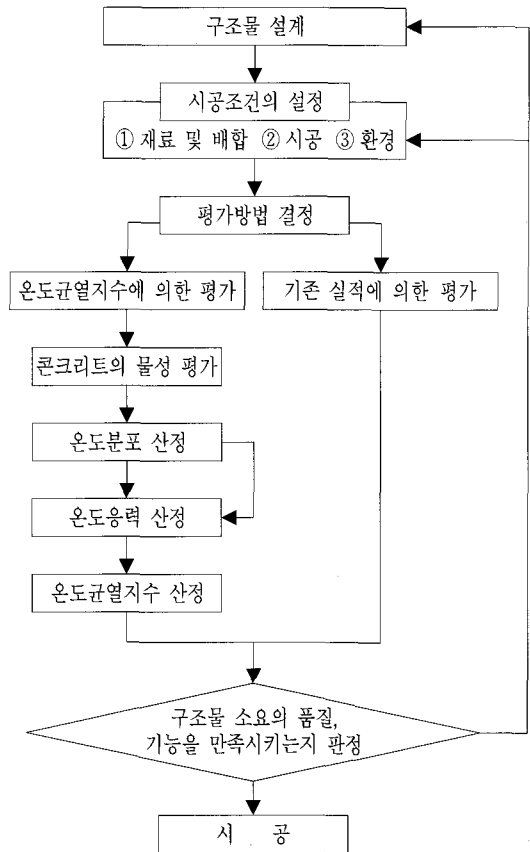 구조물 설계
시공조건의 설정
① 재료 및 배합 ② 시공 ③ 환경
평가방법 결정
온도균열지수에 의한 평가
기존 실적에 의한 평가
콘크리트의 물성 평가
온도분포 산정
온도응력 산정
온도균열지수 산정
구조물 소요의 품질,
기능을 만족시키는지 판정
시 공